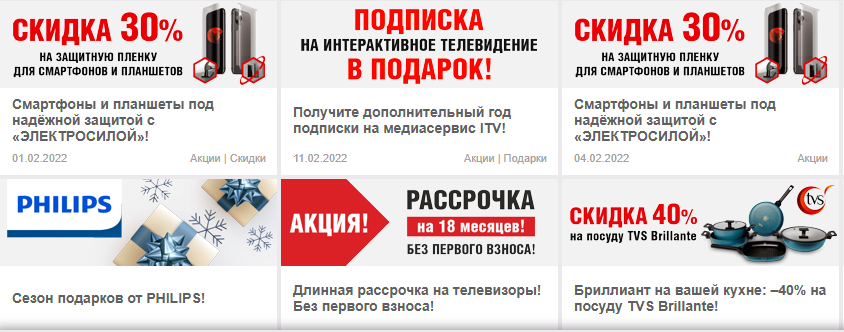 СКИДКА 30%
НА ЗАЩИТНУЮ ПЛЕНКУ
ДЛЯ СМАРТФОНОВ И ПЛАНШЕТОВ
Смартфоны и планшеты под
надёжной защитой с
«ЭЛЕКТРОСИЛОЙ»!
01.02.2022 Акции | Скидки
ПОДПИСКА
НА ИНТЕРАКТИВНОЕ ТЕЛЕВИДЕНИЕ
В ПОДАРОК!
Получите дополнительный год
подписки на медиасервис ITV!
11.02.2022 Акции | Подарки
СКИДКА 30%
НА ЗАЩИТНУЮ ПЛЕНКУ
ДЛЯ СМАРТФОНОВ И ПЛАНШЕТОВ
Смартфоны и планшеты под
надёжной защитой с
«ЭЛЕКТРОСИЛОЙ»!
04.02.2022 Акции
PHILIPS
Сезон подарков от PHILIPS!
АКЦИЯ!
РАССРОЧКА
на 18 месяцев!
БЕЗ ПЕРВОГО ВЗНОСА!
Длинная рассрочка на телевизоры!
Без первого взноса!
СКИДКА 40%
на посуду TVS Brillante
tvs
Бриллиант на вашей кухне: –40% на
посуду TVS Brillante!